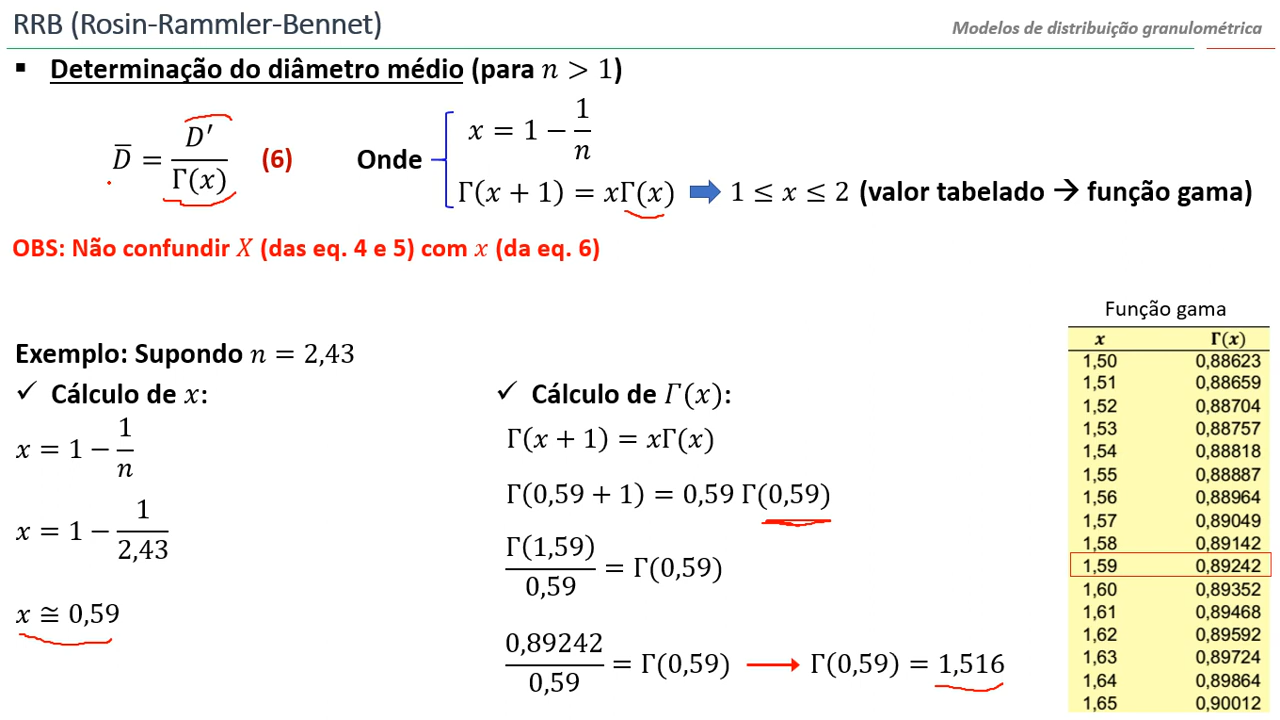 RRB (Rosin-Rammler-Bennet)
Modelos de distribuição granulométrica
▪ Determinação do diâmetro médio (para n > 1)
D̅ = D′ / Γ(x) (6)
Onde
x = 1 − 1/n
Γ(x + 1) = xΓ(x) 1 ≤ x ≤ 2 (valor tabelado → função gama)
OBS: Não confundir X (das eq. 4 e 5) com x (da eq. 6)
Exemplo: Supondo n = 2,43
✓ Cálculo de x:
x = 1 − 1/n
x = 1 − 1/2,43
x ≅ 0,59
✓ Cálculo de Γ(x):
Γ(x + 1) = xΓ(x)
Γ(0,59 + 1) = 0,59 Γ(0,59)
Γ(1,59)/0,59 = Γ(0,59)
0,89242/0,59 = Γ(0,59) → Γ(0,59) = 1,516
Função gama
x Γ(x)
1,50 0,88623
1,51 0,88659
1,52 0,88704
1,53 0,88757
1,54 0,88818
1,55 0,88887
1,56 0,88964
1,57 0,89049
1,58 0,89142
1,59 0,89242
1,60 0,89352
1,61 0,89468
1,62 0,89592
1,63 0,89724
1,64 0,89864
1,65 0,90012